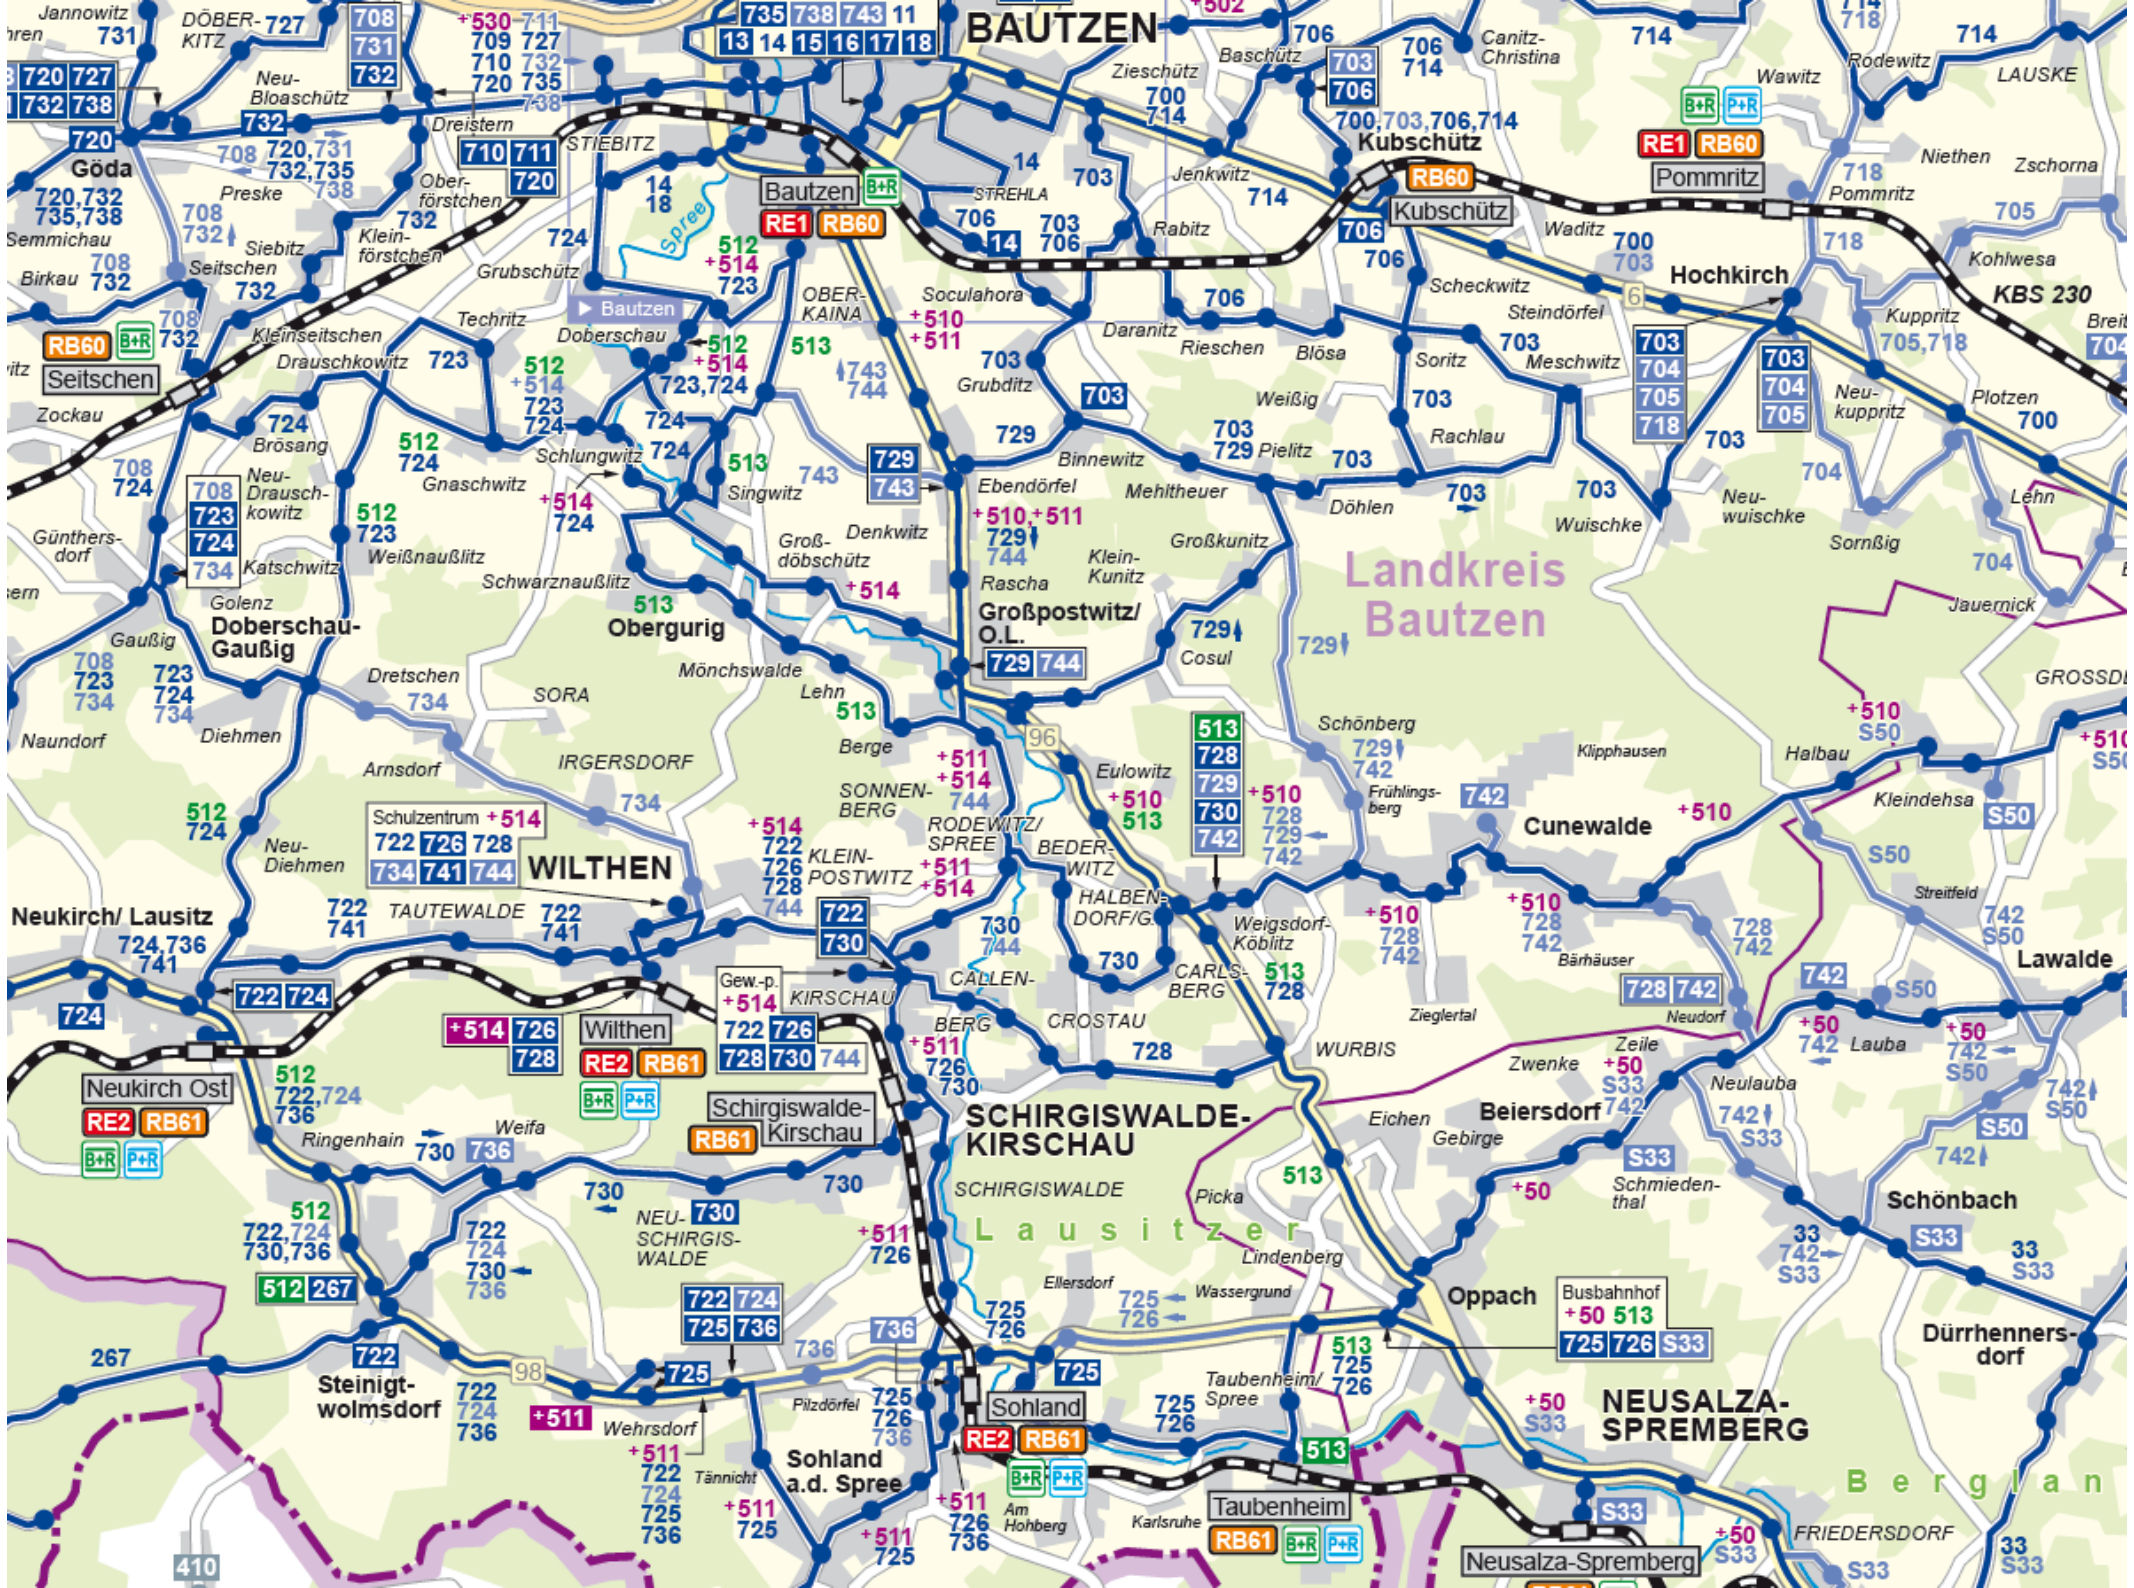 Jannowitz
731
DÖBER-
KITZ
727
708
731
732
+530 711
709 727
710 732
720 735
738
735 738 743 11
13 14 15 16 17 18
BAUTZEN
+502
706
Baschütz
703
706
706
714
Canitz-
Christina
714
714
718
Rodewitz
714
LAUSKE
Wawitz
720 727
732 738
Neu-
Bloaschütz
732
Dreistern
720
Göda
708
720,731
732,735
738
Preske
710 711
720
STIEBITZ
Zieschütz
700
714
700,703,706,714
Kubschütz
RB60
Kubschütz
B+R P+R
RE1 RB60
Pommritz
718
Pommritz
Niethen
Zschorna
720,732
735,738
Ober-
förstchen
732
14
18
Bautzen
B+R
RE1 RB60
Spree
14
STREHLA
706
14
703
703
706
Jenkwitz
714
Rabitz
706
706
Waditz
700
703
718
705
Kohlwesa
KBS 230
Semmichau
Birkau
708
732
708
732
Siebitz
Seitschen
732
Klein-
förstchen
724
Grubschütz
512
+514
723
Bautzen
OBER-
KAINA
Soculahora
+510
+511
Daranitz
706
Rieschen
Blösa
Scheckwitz
Steindörfel
6
Hochkirch
Kuppritz
705,718
704
RB60 B+R
Seitschen
708
732
Kleinseitschen
Drauschkowitz
Techritz
723
Doberschau
512
+514
723,724
513
743
744
703
Grubditz
703
Soritz
703
Meschwitz
703
704
705
718
703
704
705
Neu-
kuppritz
Plotzen
700
Zockau
724
Brösang
512
+514
723
724
512
724
Gnaschwitz
724
724
Schlungwitz
+514
724
513
Singwitz
743
729
743
729
Binnewitz
Ebendörfel
Mehltheuer
703
729
Pielitz
Weißig
703
Döhlen
703
Rachlau
703
703
Wuischke
703
Neu-
wuischke
704
Sornßig
Lehn
704
Jauernick
708
724
Neu-
Drausch-
kowitz
708
723
724
734
Günthers-
dorf
Katschwitz
512
723
Weißnaußlitz
Schwarznaußlitz
Golenz
Doberschau-
Gaußig
Gaußig
513
Obergurig
Groß-
döbschütz
Denkwitz
+514
+510,+511
729
744
Rascha
Klein-
Kunitz
Großkunitz
Großpostwitz/
O.L.
729
Cosul
729
Landkreis
Bautzen
729 744
708
723
734
723
724
734
Dretschen
734
SORA
Mönchswalde
Lehn
513
Naundorf
Diehmen
Arnsdorf
IRGERSDORF
Berge
+511
+514
744
96
Eulowitz
+510
513
513
728
729
730
742
Schönberg
729
742
Frühlings-
berg
+510
728
729
742
742
Klipphausen
Cunewalde
+510
Halbau
+510
S50
Kleindehsa
S50
512
724
Neu-
Diehmen
734
Schulzentrum +514
722 726 728
734 741 744
WILTHEN
+514
722
726
728
744
SONNEN-
BERG
KLEIN-
POSTWITZ
RODEWITZ/
SPREE
+511
+514
BEDER-
WITZ
HALBEN-
DORF/G.
Weigsdorf-
Köblitz
+510
728
742
+510
728
742
728
742
S50
Streitfeld
742
S50
Lawalde
Neukirch/ Lausitz
724,736
741
722
741
TAUTEWALDE
722
741
722
730
730
744
730
CARLS-
BERG
513
728
Bärhäuser
Zieglertal
728 742
Neudorf
742
S50
+50
742
Lauba
+50
742
S50
722 724
724
Gew.-p.
+514
722 726
728 730 744
KIRSCHAU
CALLEN-
BERG
CROSTAU
728
WURBIS
+514 726
728
Wilthen
RE2 RB61
B+R P+R
+511
726
730
Neukirch Ost
RE2 RB61
B+R P+R
512
722,724
736
Schirgiswalde-
Kirschau
RB61
SCHIRGISWALDE-
KIRSCHAU
SCHIRGISWALDE
Lausitzer
Zwenke
Zeile
+50
S33
742
Neulauba
742
S33
742
S50
S50
742
Eichen
Gebirge
Beiersdorf
S33
Schmieden-
thal
Schönbach
S33
33
742
S33
33
S33
Ringenhain
730
Weifa
736
730
730
730
NEU-
SCHIRGIS-
WALDE
512
722,724
730,736
722
724
730
736
512 267
+511
726
513
Picka
Lindenberg
+50
Oppach
Busbahnhof
+50 513
725 726 S33
Dürrhenners-
dorf
267
722
Steinigt-
wolmsdorf
98
722
724
736
722 724
725 736
725
+511
Wehrsdorf
+511
722
724
725
736
736
Pilzdörfel
736
725
726
Ellersdorf
725
726
Wassergrund
725
725
726
736
Sohland
RE2 RB61
B+R P+R
725
726
Taubenheim/
Spree
513
725
726
513
Taubenheim
RB61 B+R P+R
Tännicht
+511
725
Sohland
a.d. Spree
+511
725
+511
726
736
Am
Hohberg
Karlsruhe
+50
S33
NEUSALZA-
SPREMBERG
Berglan
S33
Neusalza-Spremberg
+50
S33
FRIEDERSDORF
S33
33
S33
410